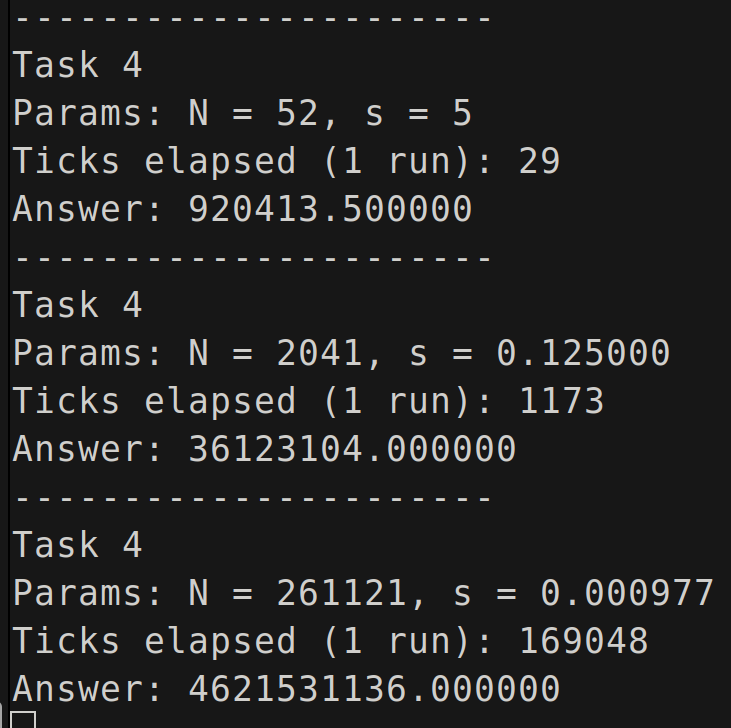 ----------------------
Task 4
Params: N = 52, s = 5
Ticks elapsed (1 run): 29
Answer: 920413.500000
----------------------
Task 4
Params: N = 2041, s = 0.125000
Ticks elapsed (1 run): 1173
Answer: 36123104.000000
----------------------
Task 4
Params: N = 261121, s = 0.000977
Ticks elapsed (1 run): 169048
Answer: 4621531136.000000